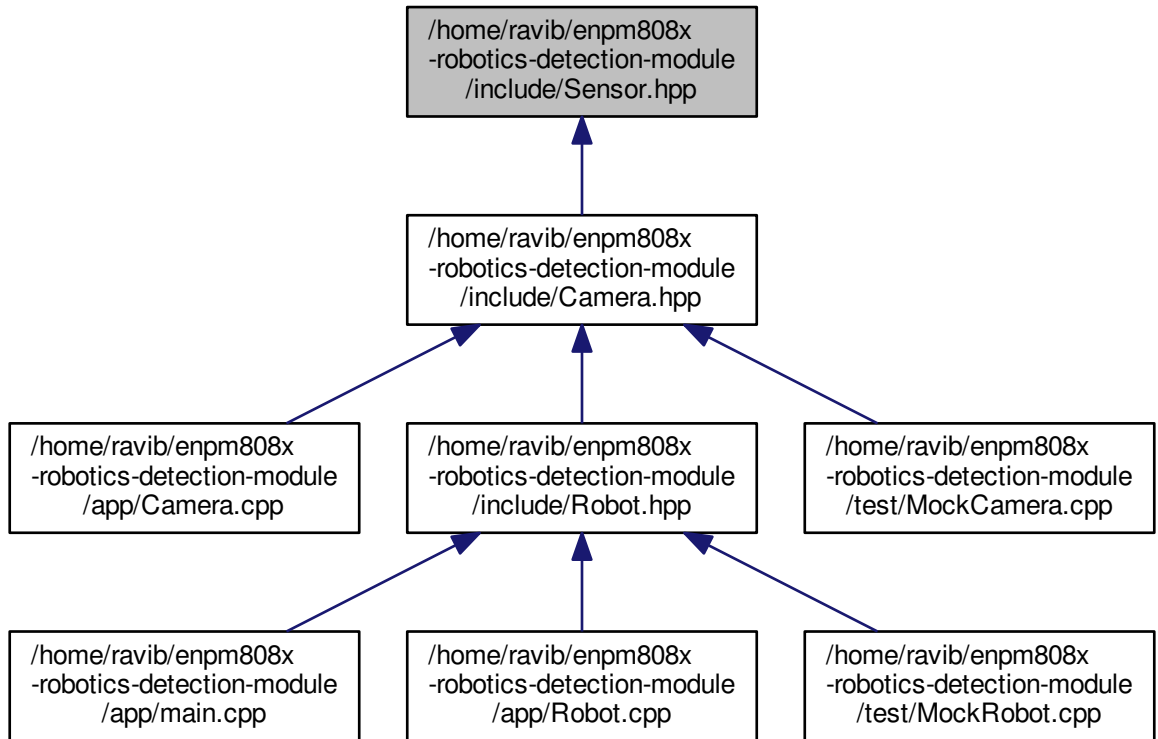 /home/ravib/enpm808x
-robotics-detection-module
/include/Sensor.hpp
/home/ravib/enpm808x
-robotics-detection-module
/include/Camera.hpp
/home/ravib/enpm808x
-robotics-detection-module
/app/Camera.cpp
/home/ravib/enpm808x
-robotics-detection-module
/include/Robot.hpp
/home/ravib/enpm808x
-robotics-detection-module
/test/MockCamera.cpp
/home/ravib/enpm808x
-robotics-detection-module
/app/main.cpp
/home/ravib/enpm808x
-robotics-detection-module
/app/Robot.cpp
/home/ravib/enpm808x
-robotics-detection-module
/test/MockRobot.cpp